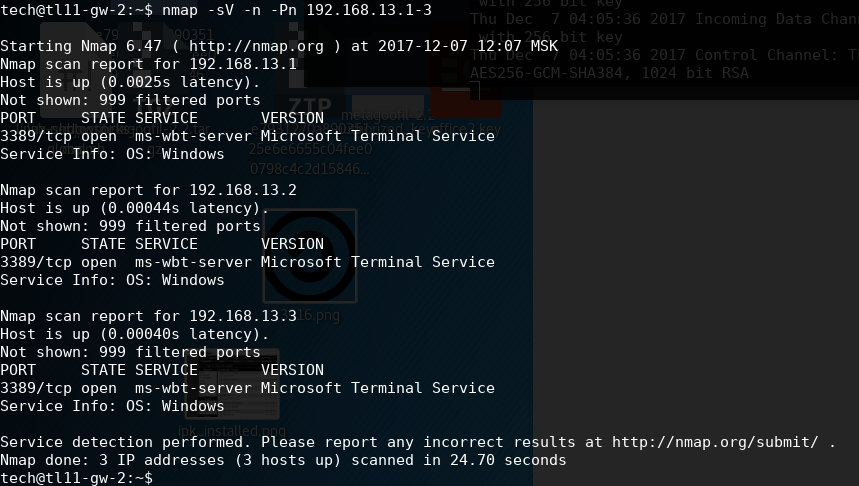 tech@tl11-gw-2:~$ nmap -sV -n -Pn 192.168.13.1-3
with 256 bit key
Thu Dec  7 04:05:36 2017 Incoming Data Chan
with 256 bit key
Thu Dec  7 04:05:36 2017 Control Channel: T
AES256-GCM-SHA384, 1024 bit RSA
Starting Nmap 6.47 ( http://nmap.org ) at 2017-12-07 12:07 MSK
Nmap scan report for 192.168.13.1
Host is up (0.0025s latency).
Not shown: 999 filtered ports
PORT     STATE SERVICE       VERSION
3389/tcp open  ms-wbt-server Microsoft Terminal Service
Service Info: OS: Windows
ZIP
25e6e6655c04fee0
0798c4c2d15846...
Nmap scan report for 192.168.13.2
Host is up (0.00044s latency).
Not shown: 999 filtered ports
PORT     STATE SERVICE       VERSION
3389/tcp open  ms-wbt-server Microsoft Terminal Service
Service Info: OS: Windows
Nmap scan report for 192.168.13.3
Host is up (0.00040s latency).
Not shown: 999 filtered ports
PORT     STATE SERVICE       VERSION
3389/tcp open  ms-wbt-server Microsoft Terminal Service
Service Info: OS: Windows
ipk_installed.png
Service detection performed. Please report any incorrect results at http://nmap.org/submit/ .
Nmap done: 3 IP addresses (3 hosts up) scanned in 24.70 seconds
tech@tl11-gw-2:~$